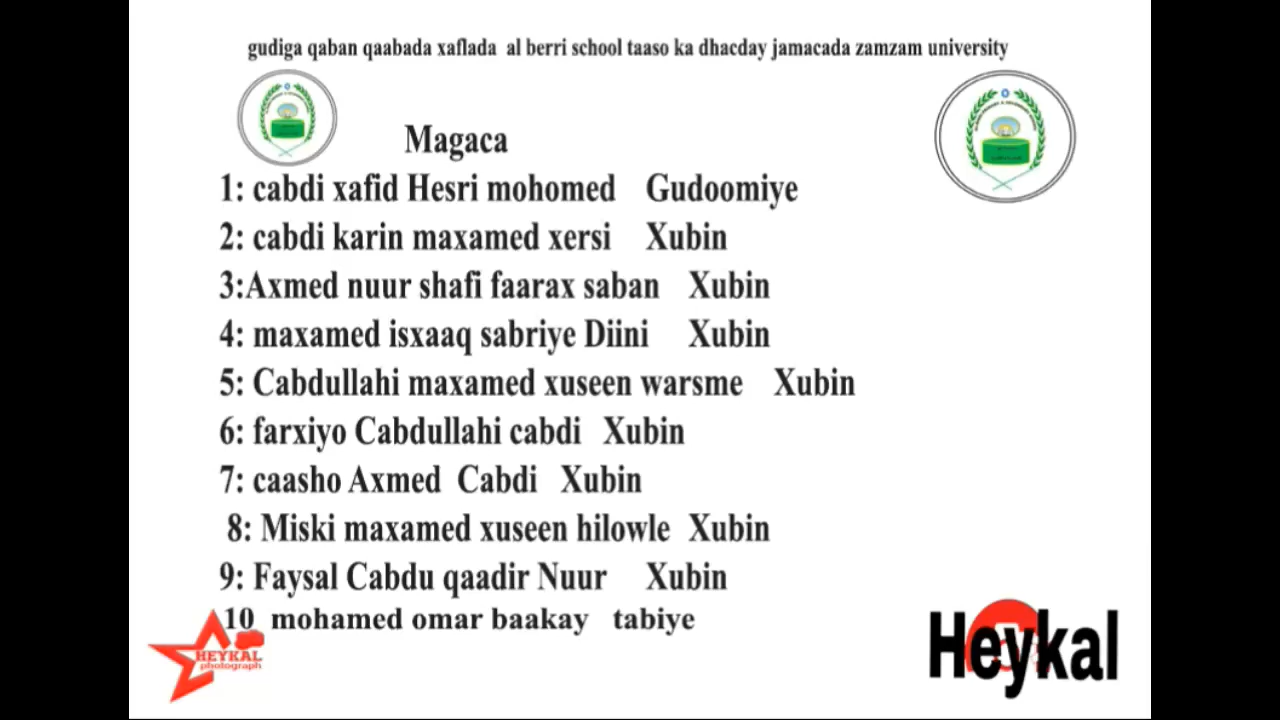 gudiga qaban qaabada xaflada al berri school taaso ka dhacday jamacada zamzam university
Magaca
1: cabdi xafid Hesri mohomed Gudoomiye
2: cabdi karin maxamed xersi Xubin
3:Axmed nuur shafi faarax saban Xubin
4: maxamed isxaaq sabriye Diini Xubin
5: Cabdullahi maxamed xuseen warsme Xubin
6: farxiyo Cabdullahi cabdi Xubin
7: caasho Axmed Cabdi Xubin
8: Miski maxamed xuseen hilowle Xubin
9: Faysal Cabdu qaadir Nuur Xubin
10 mohamed omar baakay tabiye
HEYKAL
photograph
Heykal